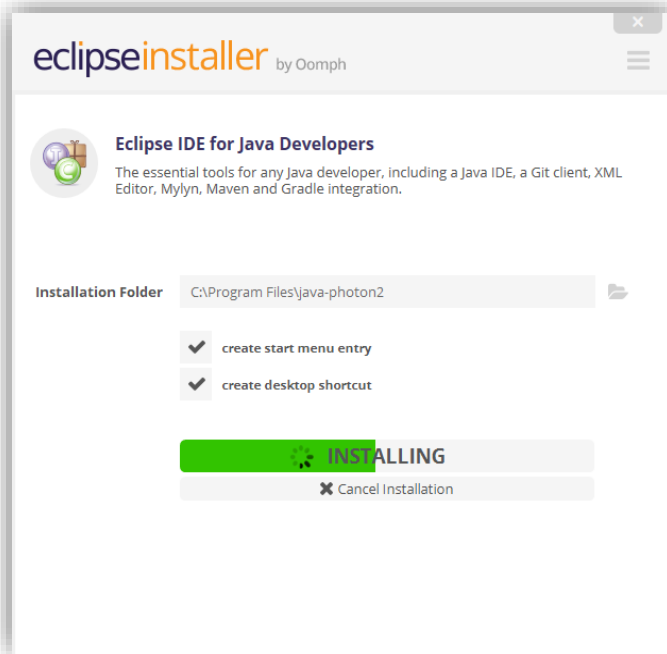 eclipseinstaller by Oomph
Eclipse IDE for Java Developers
The essential tools for any Java developer, including a Java IDE, a Git client, XML
Editor, Mylyn, Maven and Gradle integration.
Installation Folder C:\Program Files\java-photon2
create start menu entry
create desktop shortcut
INSTALLING
Cancel Installation